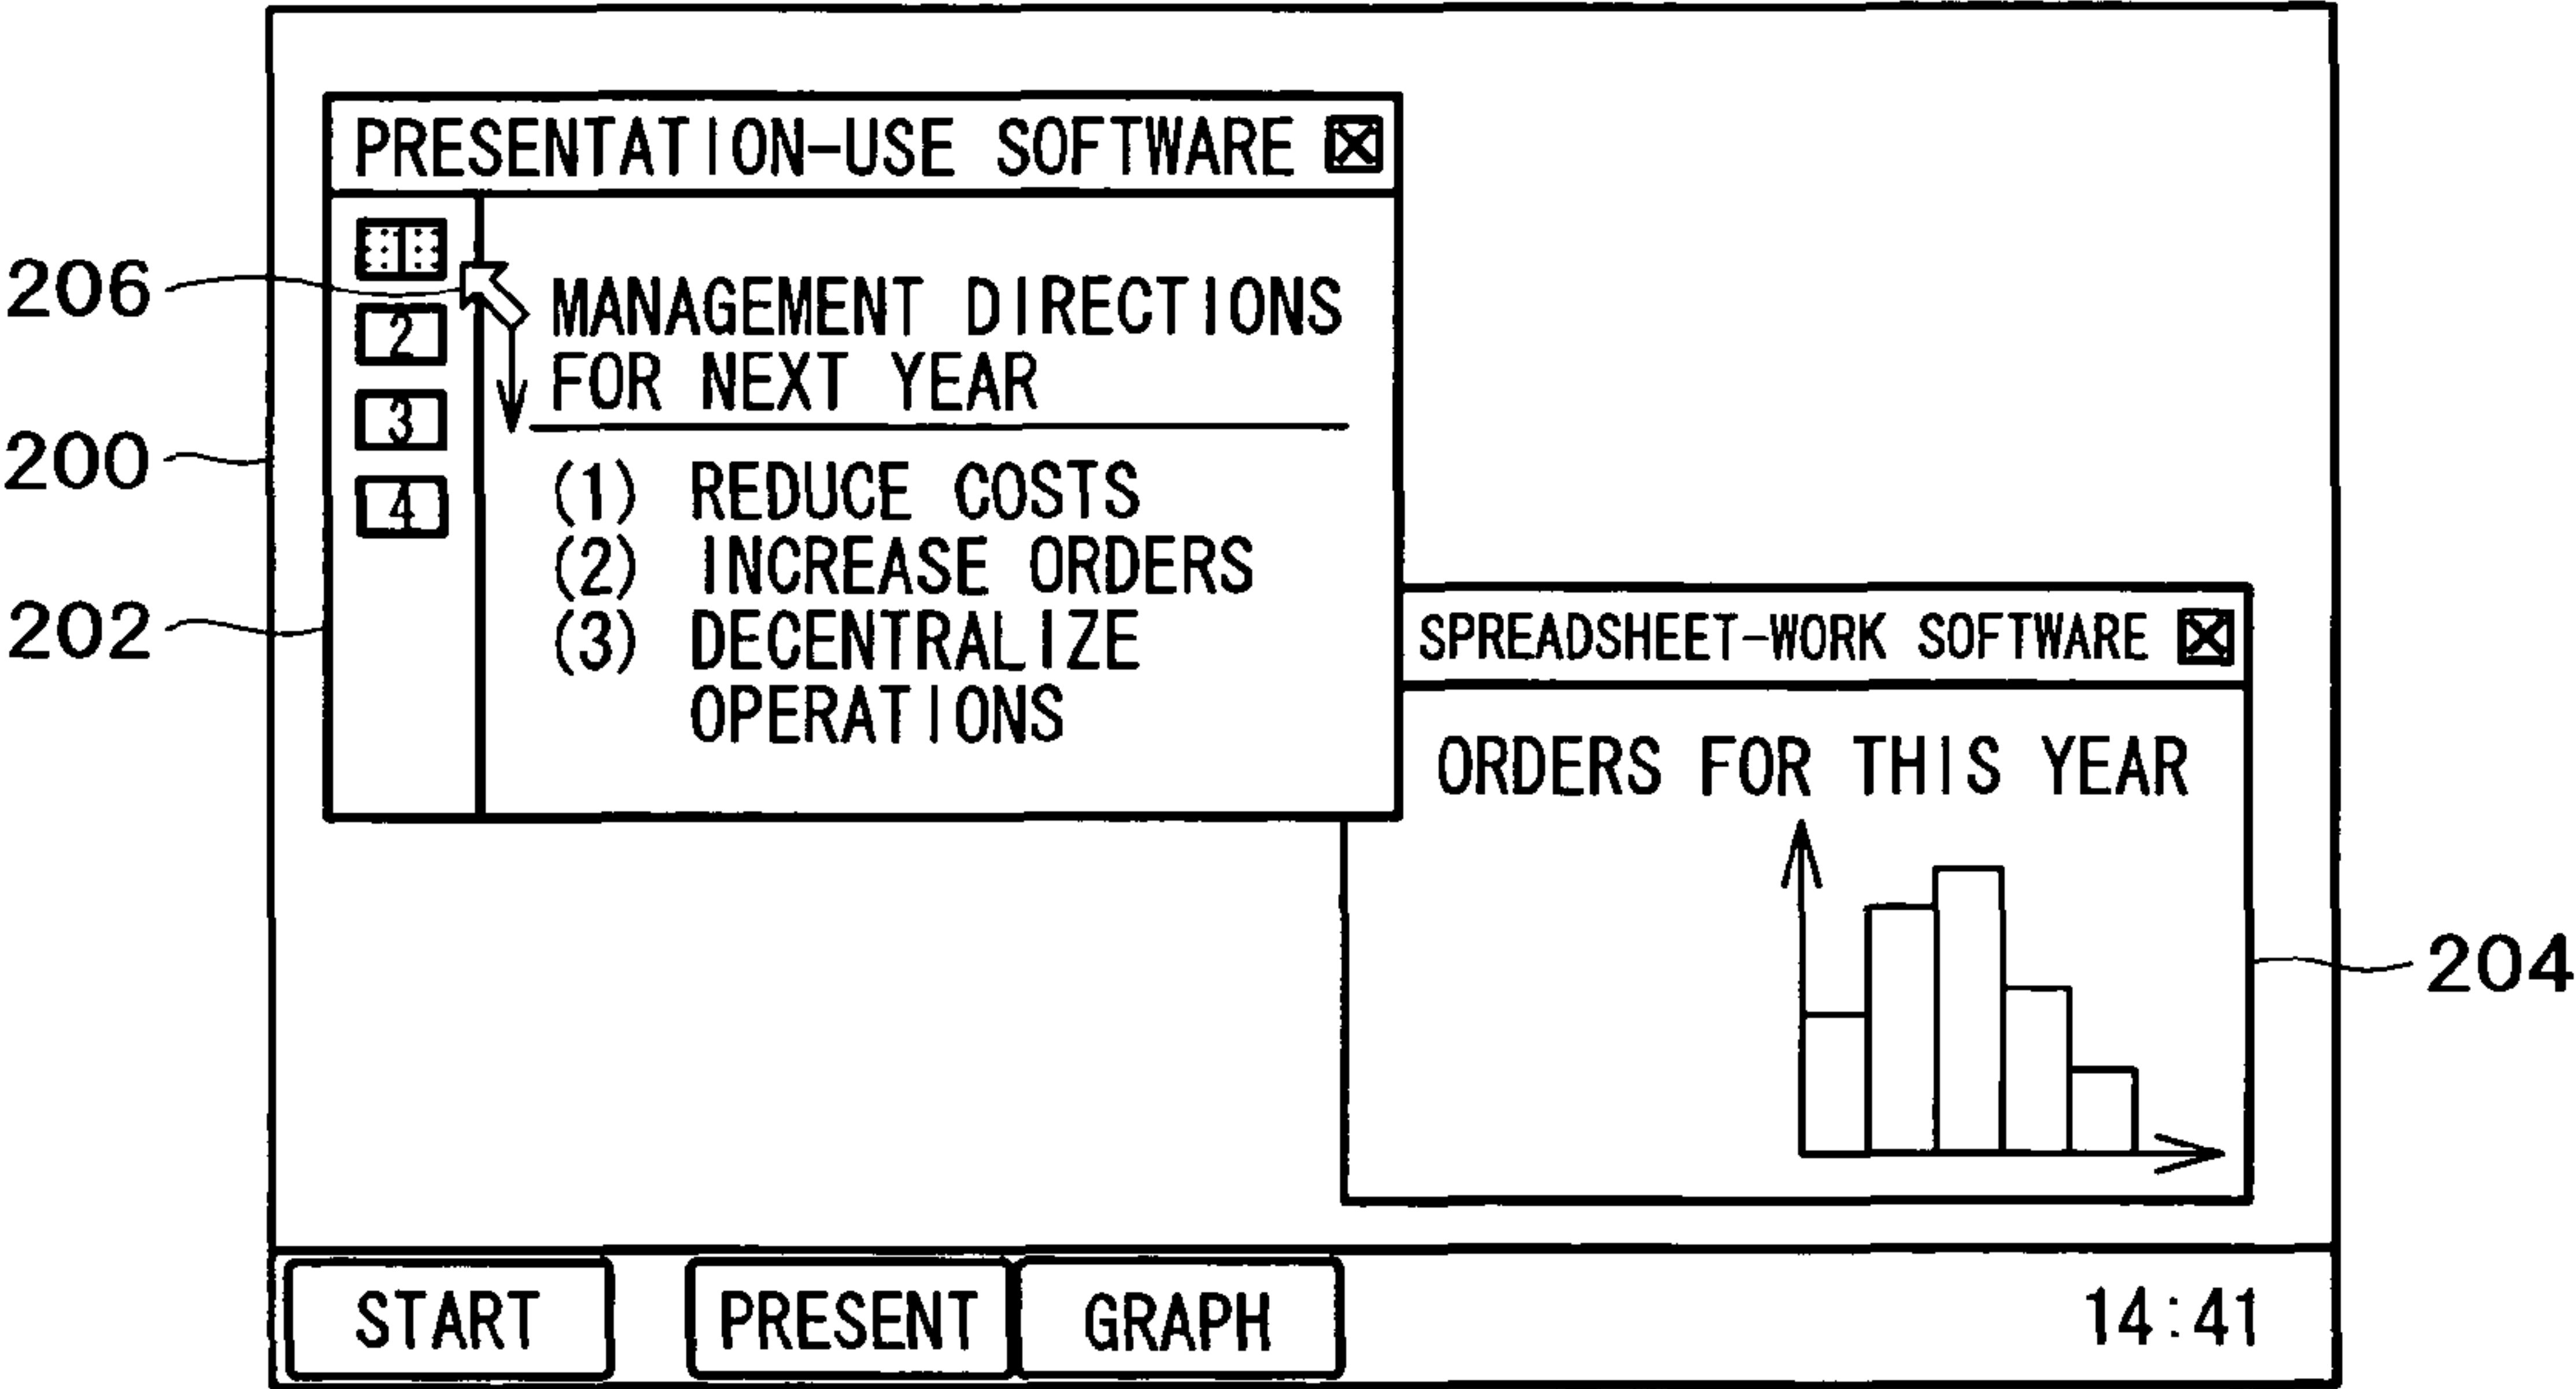 PRESENTATION-USE SOFTWARE
1
2
3
4
MANAGEMENT DIRECTIONS
FOR NEXT YEAR
(1) REDUCE COSTS
(2) INCREASE ORDERS
(3) DECENTRALIZE
OPERATIONS
SPREADSHEET-WORK SOFTWARE
ORDERS FOR THIS YEAR
START
PRESENT
GRAPH
14:41
206
200
202
204